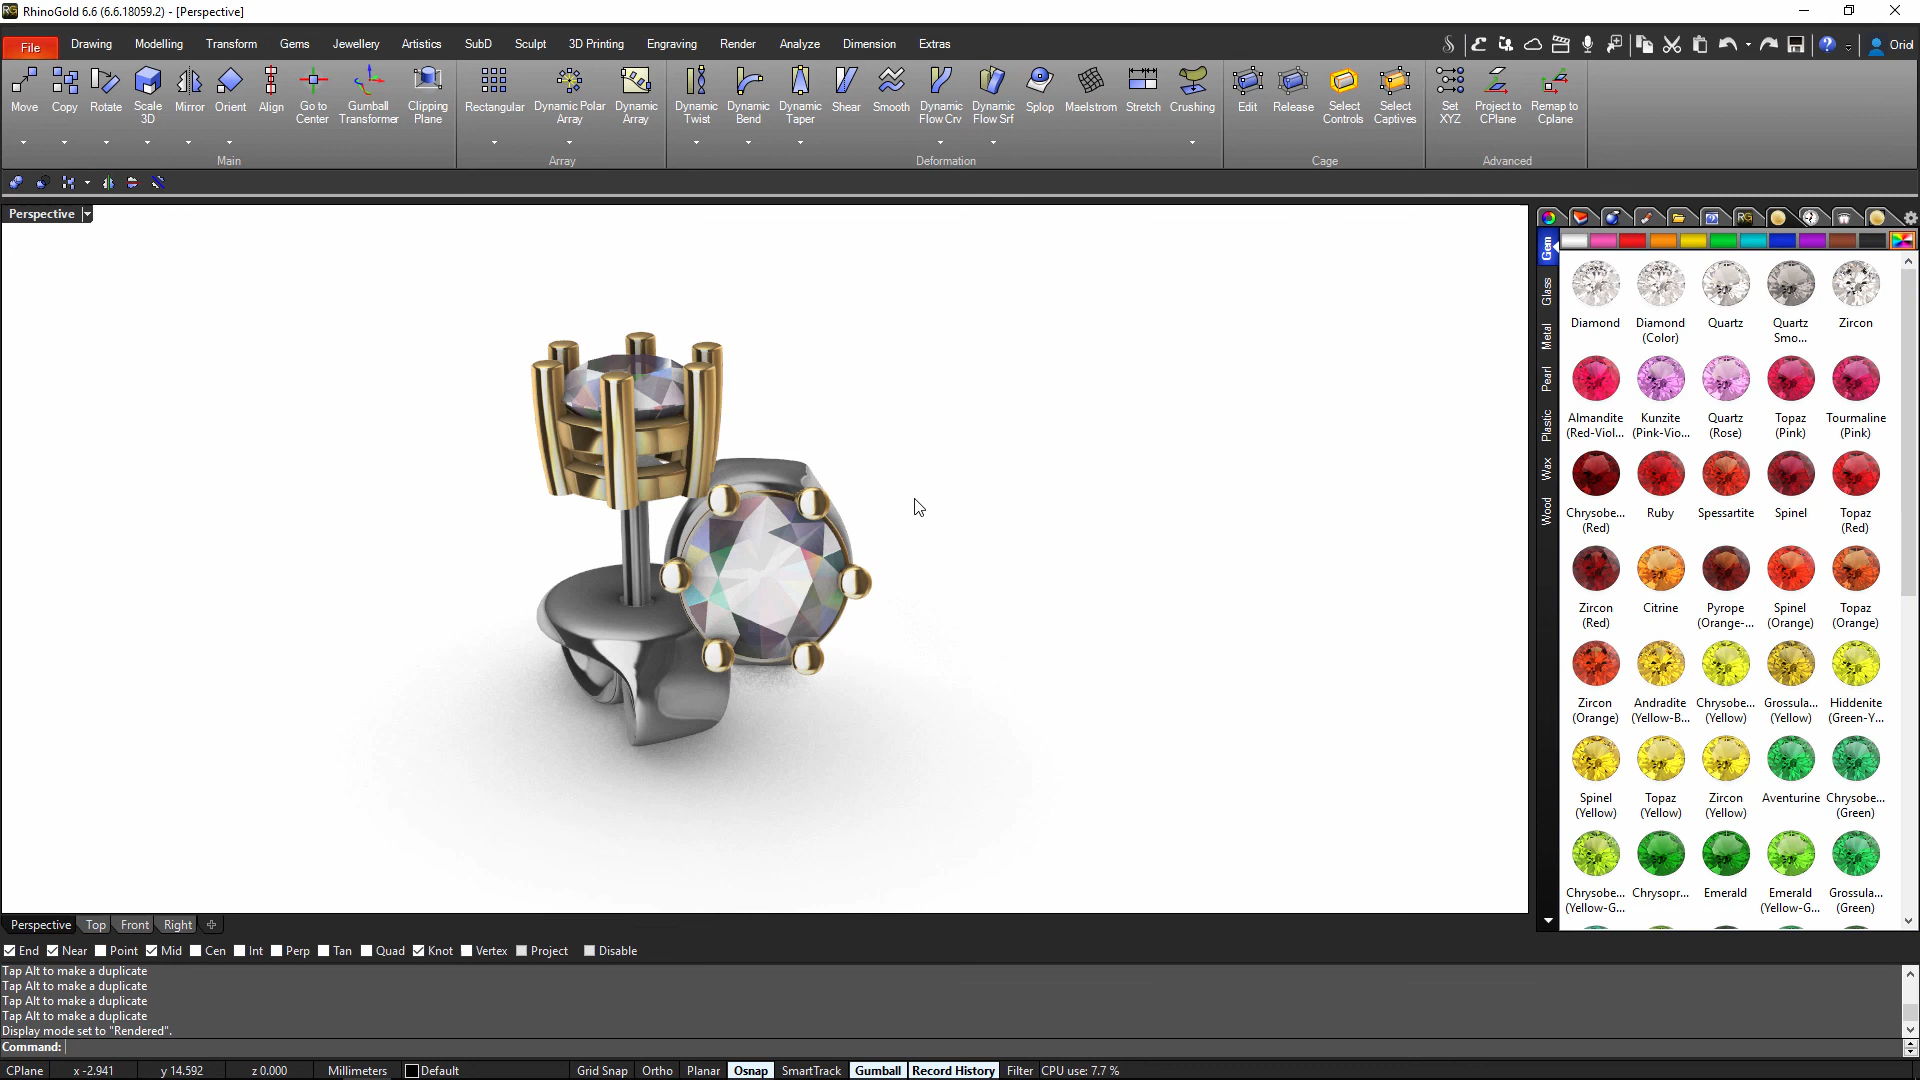 RhinoGold 6.6 (6.6.18059.2) - [Perspective]
File Drawing Modelling Transform Gems Jewellery Artistics SubD Sculpt 3D Printing Engraving Render Analyze Dimension Extras
Oriol
Move Copy Rotate Scale 3D Mirror Orient Align Go to Center Gumball Transformer Clipping Plane
Rectangular Dynamic Polar Array Dynamic Array
Dynamic Twist Dynamic Bend Dynamic Taper Shear Smooth Dynamic Flow Crv Dynamic Flow Srf Splop Maelstrom Stretch Crushing
Edit Release Select Controls Select Captives
Set XYZ Project to CPlane Remap to Cplane
Main Array Deformation Cage Advanced
Perspective
Gem
Glass
Metal
Pearl
Plastic
Wax
Wood
Diamond Diamond (Color) Quartz Quartz Smo... Zircon
Almandite (Red-Viol... Kunzite (Pink-Vio... Quartz (Rose) Topaz (Pink) Tourmaline (Pink)
Chrysobe... (Red) Ruby Spessartite Spinel Topaz (Red)
Zircon (Red) Citrine Pyrope (Orange-... Spinel (Orange) Topaz (Orange)
Zircon (Orange) Andradite (Yellow-B... Chrysobe... (Yellow) Grossula... (Yellow) Hiddenite (Green-Y...
Spinel (Yellow) Topaz (Yellow) Zircon (Yellow) Aventurine Chrysobe... (Green)
Chrysobe... (Yellow-G... Chrysopr... Emerald Emerald (Yellow-G... Grossula... (Green)
Perspective Top Front Right
End Near Point Mid Cen Int Perp Tan Quad Knot Vertex Project Disable
Tap Alt to make a duplicate
Tap Alt to make a duplicate
Tap Alt to make a duplicate
Tap Alt to make a duplicate
Display mode set to "Rendered".
Command:
CPlane x -2.941 y 14.592 z 0.000 Millimeters Default Grid Snap Ortho Planar Osnap SmartTrack Gumball Record History Filter CPU use: 7.7 %